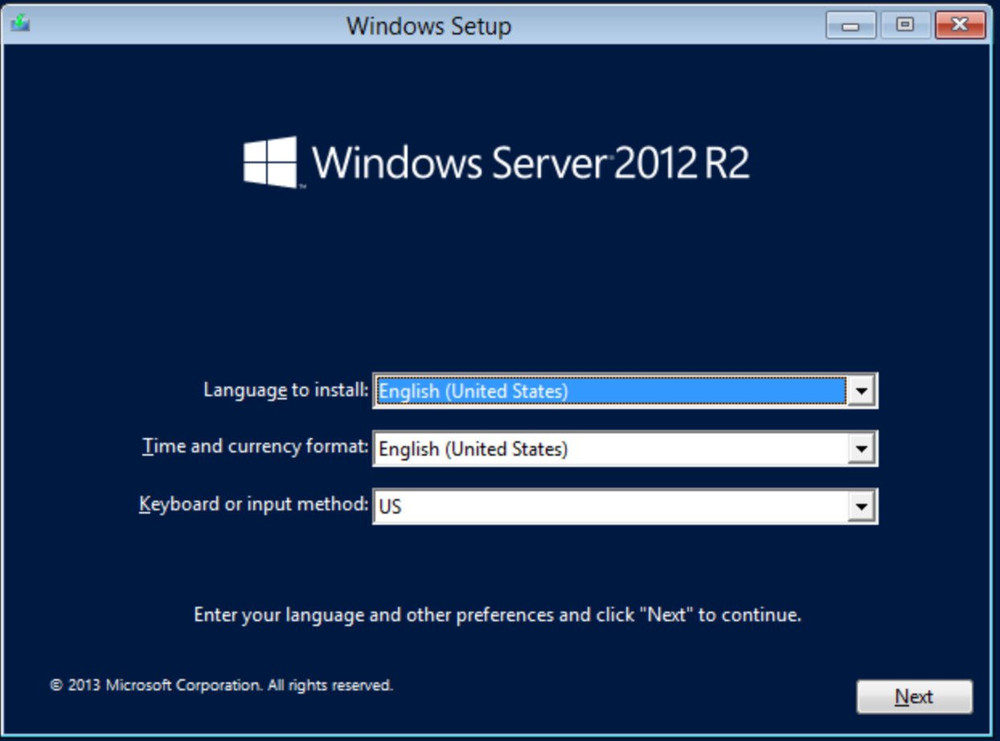 Windows Setup
Windows Server® 2012 R2
Language to install: English (United States)
Time and currency format: English (United States)
Keyboard or input method: US
Enter your language and other preferences and click "Next" to continue.
© 2013 Microsoft Corporation. All rights reserved.
Next